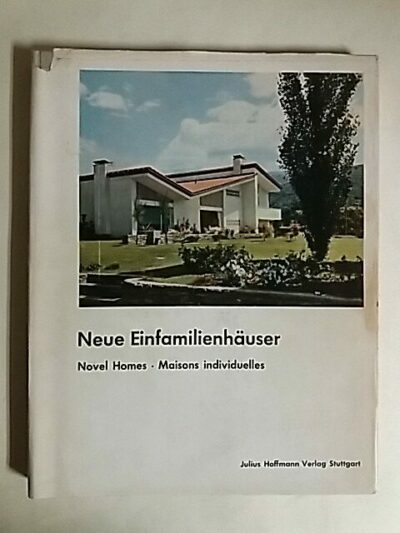 Neue Einfamilienhäuser
Novel Homes · Maisons individuelles
Julius Hoffmann Verlag Stuttgart